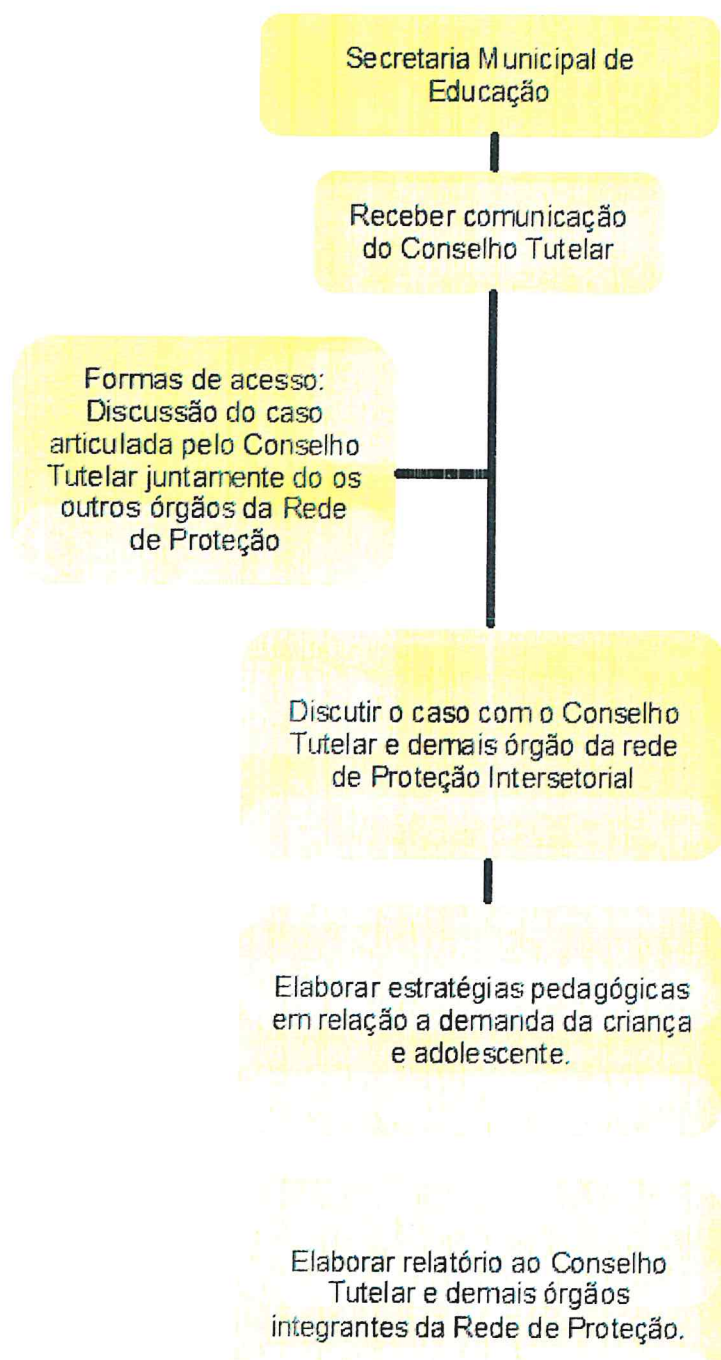 Secretaria Municipal de
Educação
Receber comunicação
do Conselho Tutelar
Formas de acesso:
Discussão do caso
articulada pelo Conselho
Tutelar juntamente do os
outros órgãos da Rede
de Proteção
Discutir o caso com o Conselho
Tutelar e demais órgão da rede
de Proteção Intersetorial
Elaborar estratégias pedagógicas
em relação a demanda da criança
e adolescente.
Elaborar relatório ao Conselho
Tutelar e demais órgãos
integrantes da Rede de Proteção.